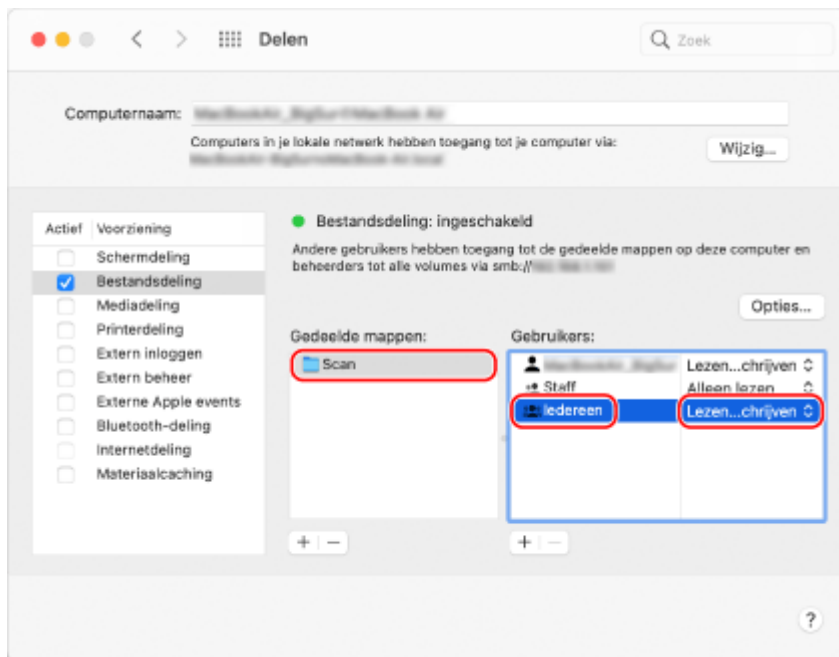 Delen
Zoek
Computernaam:
Computers in je lokale netwerk hebben toegang tot je computer via:
Wijzig...
Actief Voorziening
Schermdeling
Bestandsdeling
Mediadeling
Printerdeling
Extern inloggen
Extern beheer
Externe Apple events
Bluetooth-deling
Internetdeling
Materiaalcaching
Bestandsdeling: ingeschakeld
Andere gebruikers hebben toegang tot de gedeelde mappen op deze computer en
beheerders tot alle volumes via smb://
Opties...
Gedeelde mappen:
Scan
Gebruikers:
Lezen...chrijven
Staff Alleen lezen
Iedereen Lezen...chrijven
+ −
+ −
?